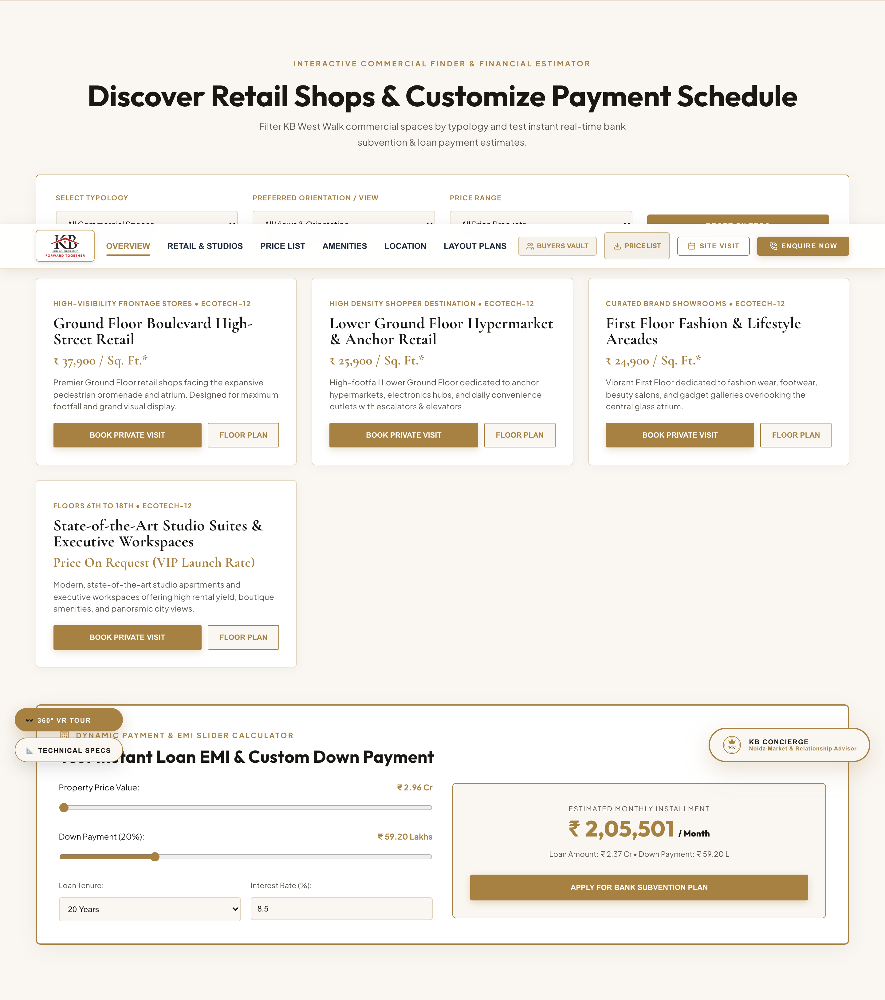 INTERACTIVE COMMERCIAL FINDER & FINANCIAL ESTIMATOR
Discover Retail Shops & Customize Payment Schedule
Filter KB West Walk commercial spaces by typology and test instant real-time bank
subvention & loan payment estimates.
SELECT TYPOLOGY
PREFERRED ORIENTATION / VIEW
PRICE RANGE
All Commercial Spaces
All Views & Orientation
All Price Brackets
KB
FORWARD TOGETHER
OVERVIEW
RETAIL & STUDIOS
PRICE LIST
AMENITIES
LOCATION
LAYOUT PLANS
BUYERS VAULT
PRICE LIST
SITE VISIT
ENQUIRE NOW
HIGH-VISIBILITY FRONTAGE STORES • ECOTECH-12
Ground Floor Boulevard High-
Street Retail
₹ 37,900 / Sq. Ft.*
Premier Ground Floor retail shops facing the expansive
pedestrian promenade and atrium. Designed for maximum
footfall and grand visual display.
BOOK PRIVATE VISIT
FLOOR PLAN
HIGH DENSITY SHOPPER DESTINATION • ECOTECH-12
Lower Ground Floor Hypermarket
& Anchor Retail
₹ 25,900 / Sq. Ft.*
High-footfall Lower Ground Floor dedicated to anchor
hypermarkets, electronics hubs, and daily convenience
outlets with escalators & elevators.
BOOK PRIVATE VISIT
FLOOR PLAN
CURATED BRAND SHOWROOMS • ECOTECH-12
First Floor Fashion & Lifestyle
Arcades
₹ 24,900 / Sq. Ft.*
Vibrant First Floor dedicated to fashion wear, footwear,
beauty salons, and gadget galleries overlooking the
central glass atrium.
BOOK PRIVATE VISIT
FLOOR PLAN
FLOORS 6TH TO 18TH • ECOTECH-12
State-of-the-Art Studio Suites &
Executive Workspaces
Price On Request (VIP Launch Rate)
Modern, state-of-the-art studio apartments and
executive workspaces offering high rental yield, boutique
amenities, and panoramic city views.
BOOK PRIVATE VISIT
FLOOR PLAN
360° VR TOUR
TECHNICAL SPECS
DYNAMIC PAYMENT & EMI SLIDER CALCULATOR
Instant Loan EMI & Custom Down Payment
KB
KB CONCIERGE
Noida Market & Relationship Advisor
Property Price Value:
₹ 2.96 Cr
Down Payment (20%):
₹ 59.20 Lakhs
Loan Tenure:
20 Years
Interest Rate (%):
8.5
ESTIMATED MONTHLY INSTALLMENT
₹ 2,05,501 / Month
Loan Amount: ₹ 2.37 Cr • Down Payment: ₹ 59.20 L
APPLY FOR BANK SUBVENTION PLAN